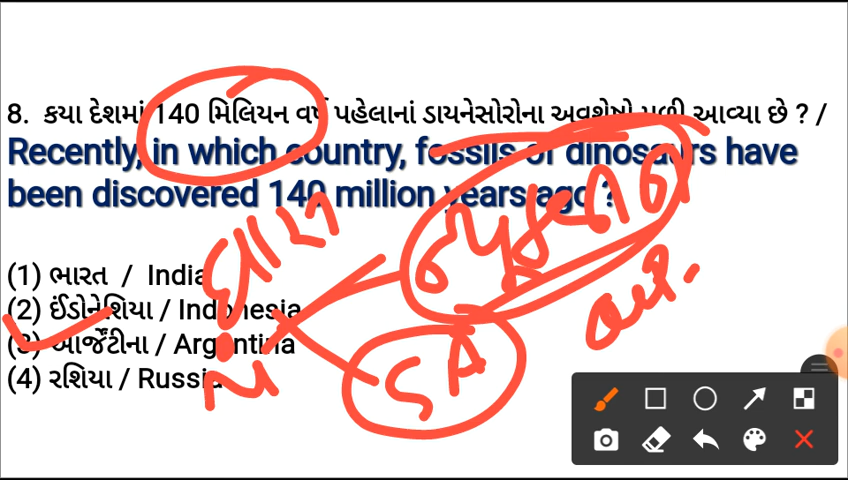 8. કયા દેશમાં 140 મિલિયન વર્ષ પહેલાનાં ડાયનેસોરોના અવશેષો મળી આવ્યા છે ? /
Recently, in which country, fossils of dinosaurs have
been discovered 140 million years ago ?
(1) ભારત / India
(2) ઈંડોનેશિયા / Indonesia
(3) આર્જેંટીના / Argentina
(4) રશિયા / Russia
SA